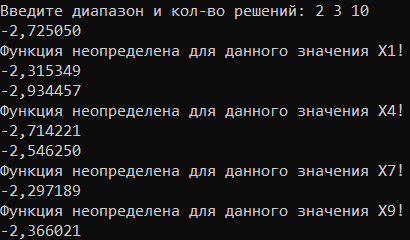 Введите диапазон и кол-во решений: 2 3 10
-2,725050
Функция неопределена для данного значения X1!
-2,315349
-2,934457
Функция неопределена для данного значения X4!
-2,714221
-2,546250
Функция неопределена для данного значения X7!
-2,297189
Функция неопределена для данного значения X9!
-2,366021